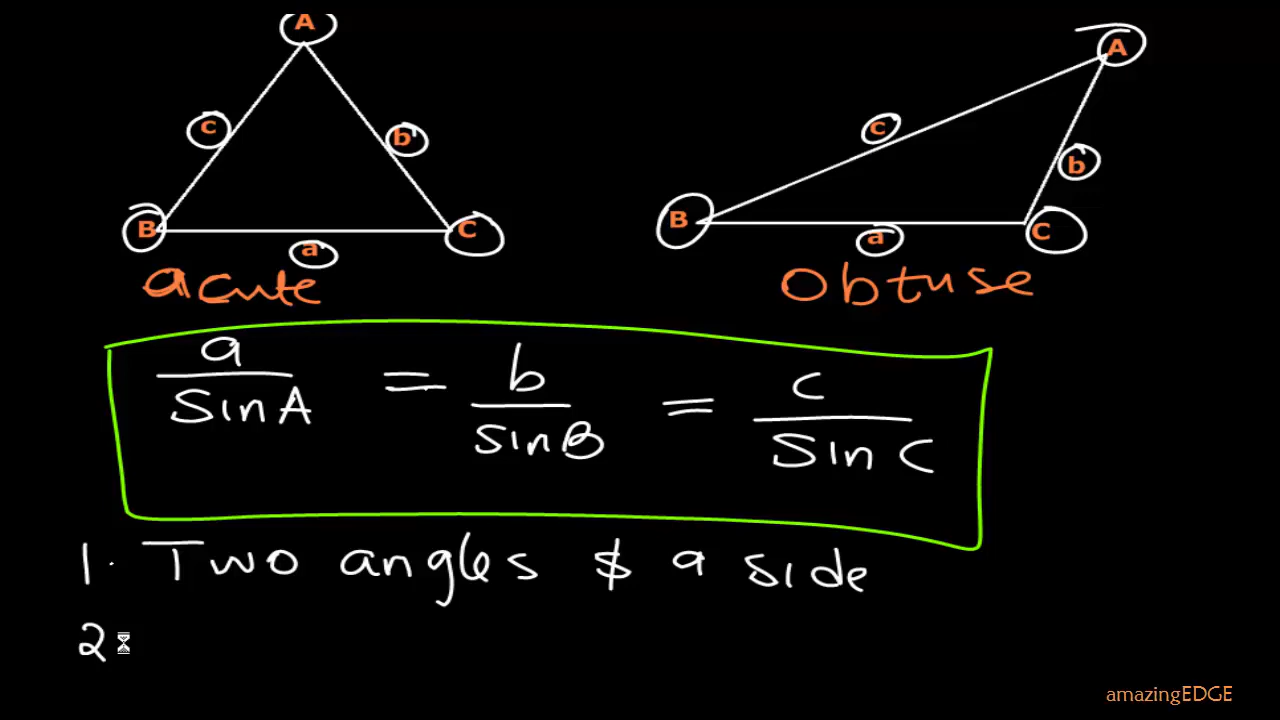 A A
c b c b
B C B C
a a
acute obtuse
a/SinA = b/sinB = c/Sin C
1. Two angles & a side
2
amazingEDGE